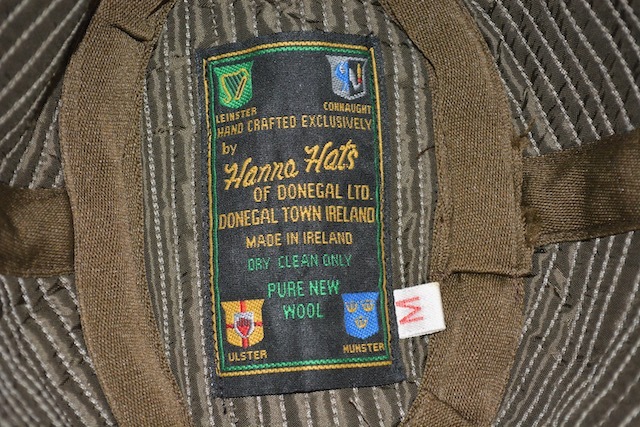 LEINSTER CONNAUGHT
HAND CRAFTED EXCLUSIVELY
by
Hanna Hats
OF DONEGAL LTD.
DONEGAL TOWN IRELAND
MADE IN IRELAND
DRY CLEAN ONLY
PURE NEW
WOOL
M
ULSTER MUNSTER